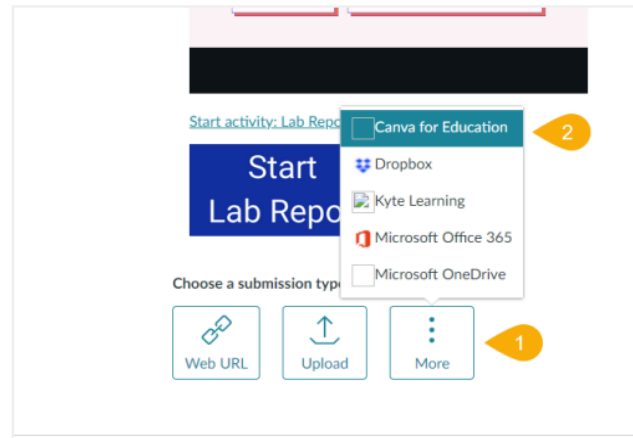 Start activity: Lab Repo
Start
Lab Repo
Canva for Education
2
Dropbox
Kyte Learning
Microsoft Office 365
Microsoft OneDrive
Choose a submission type
Web URL
Upload
More
1